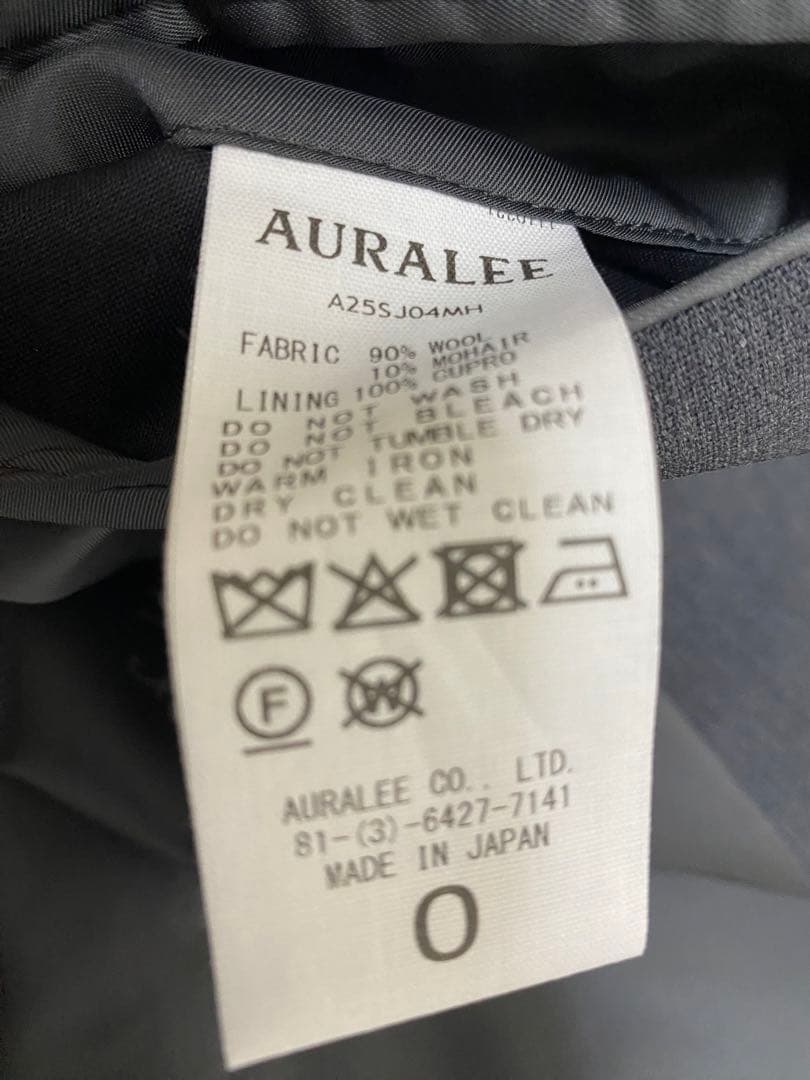 AURALEE
A25SJ04MH
FABRIC 90% WOOL
10% MOHAIR
LINING 100% CUPRO
DO NOT WASH
DO NOT BLEACH
DO NOT TUMBLE DRY
WARM IRON
DRY CLEAN
DO NOT WET CLEAN
F W
AURALEE CO., LTD.
81-(3)-6427-7141
MADE IN JAPAN
0